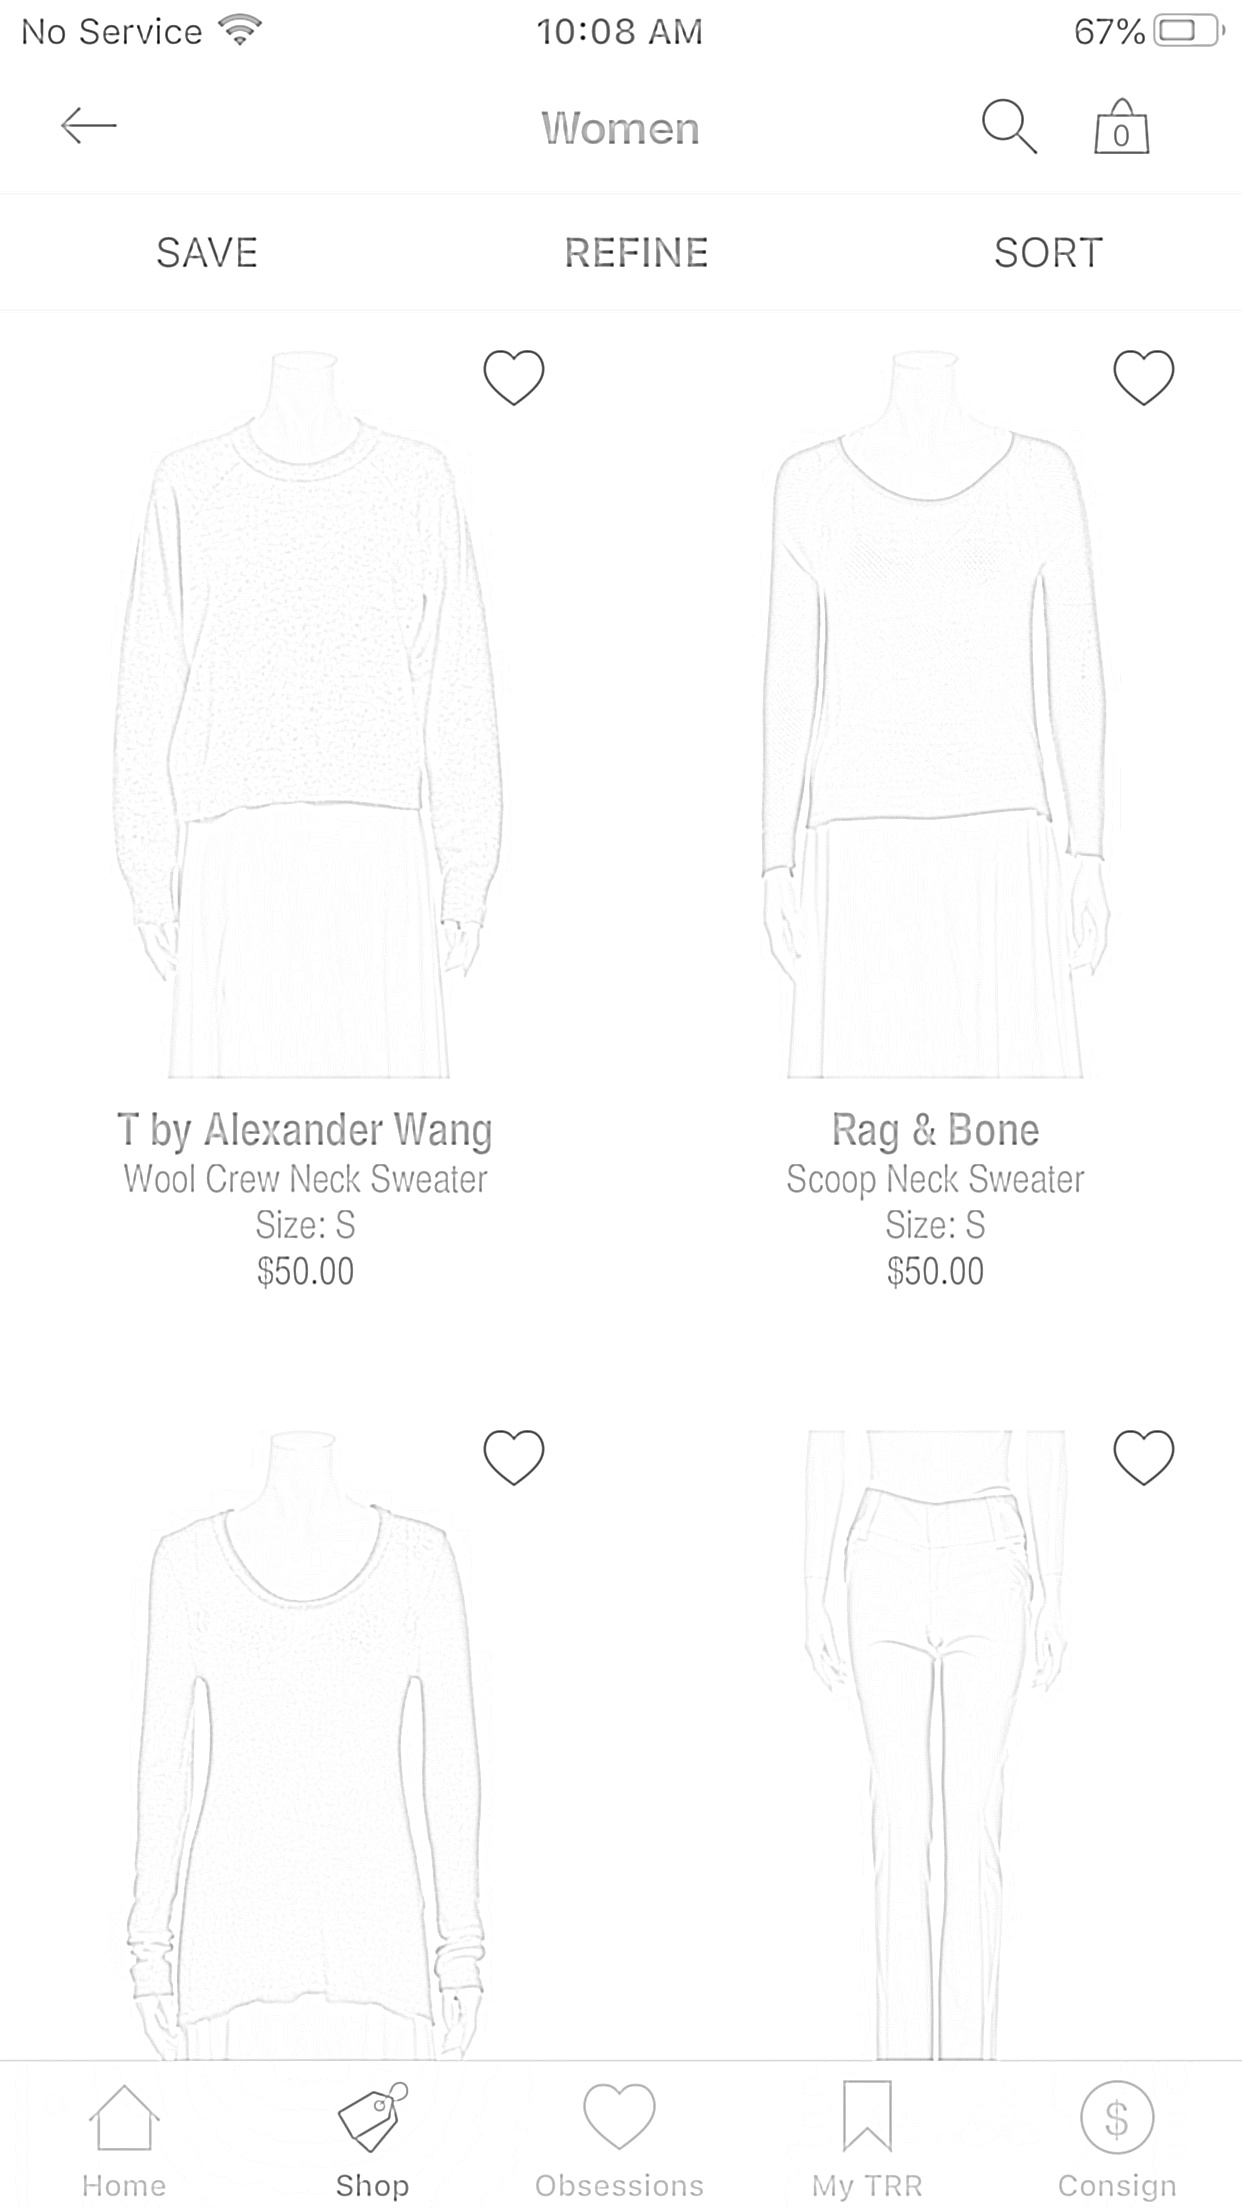 No Service 10:08 AM 67%
Women 0
SAVE REFINE SORT
T by Alexander Wang
Wool Crew Neck Sweater
Size: S
$50.00
Rag & Bone
Scoop Neck Sweater
Size: S
$50.00
$
Home Shop Obsessions My TRR Consign